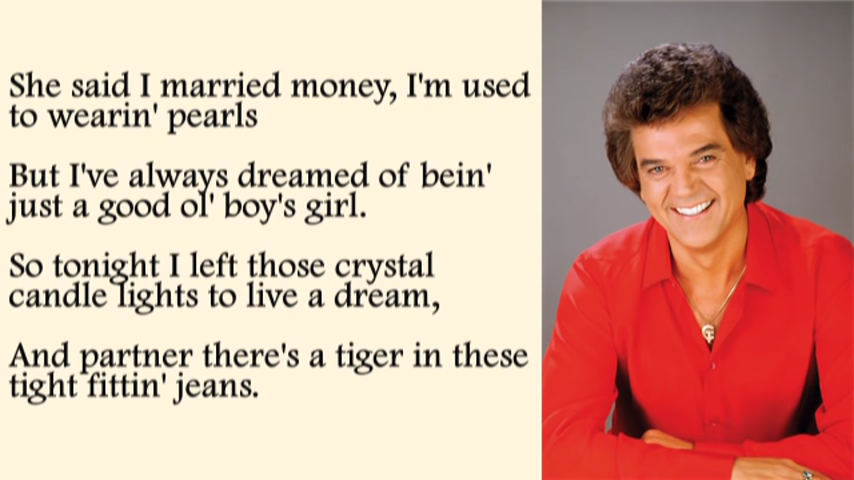 She said I married money, I'm used
to wearin' pearls
But I've always dreamed of bein'
just a good ol' boy's girl.
So tonight I left those crystal
candle lights to live a dream,
And partner there's a tiger in these
tight fittin' jeans.